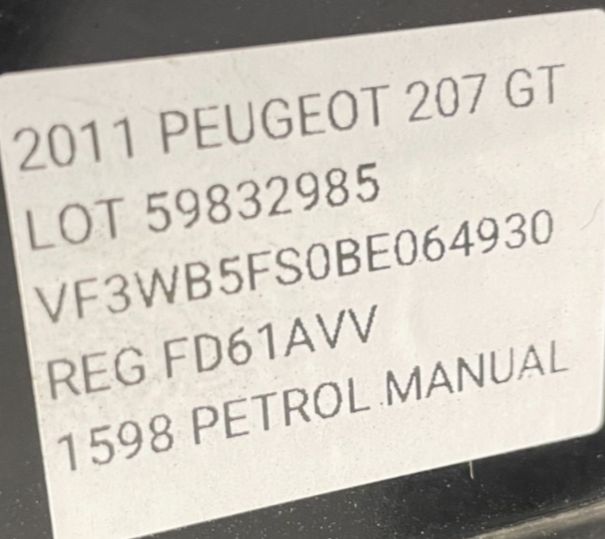 2011 PEUGEOT 207 GT
LOT 59832985
VF3WB5FS0BE064930
REG FD61AVV
1598 PETROL MANUAL